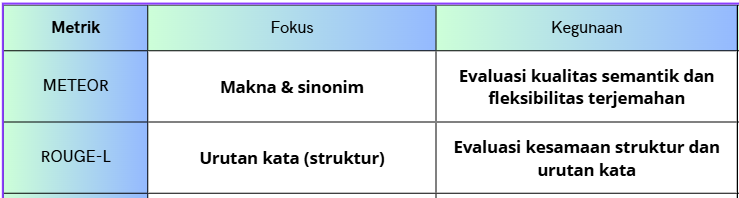 Metrik Fokus Kegunaan
METEOR Makna & sinonim Evaluasi kualitas semantik dan
fleksibilitas terjemahan
ROUGE-L Urutan kata (struktur) Evaluasi kesamaan struktur dan
urutan kata